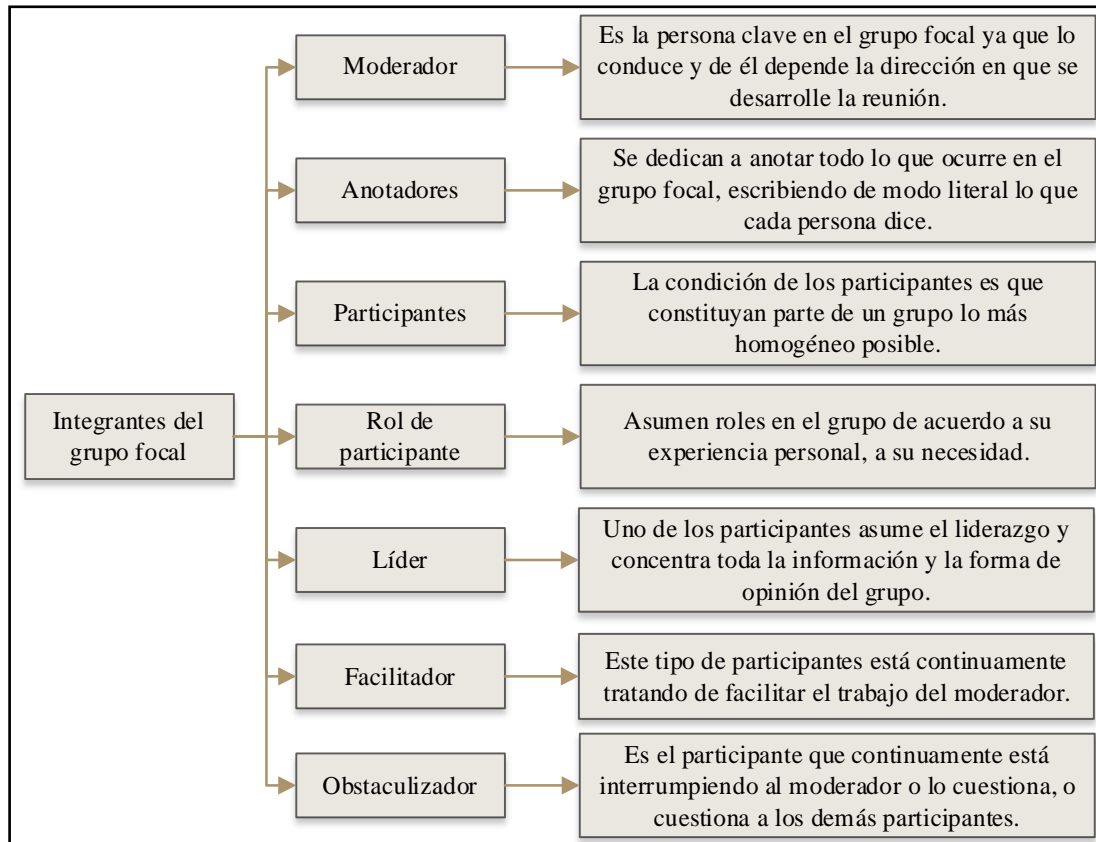 Integrantes del
grupo focal
Moderador
Es la persona clave en el grupo focal ya que lo
conduce y de él depende la dirección en que se
desarrolle la reunión.
Anotadores
Se dedican a anotar todo lo que ocurre en el
grupo focal, escribiendo de modo literal lo que
cada persona dice.
Participantes
La condición de los participantes es que
constituyan parte de un grupo lo más
homogéneo posible.
Rol de
participante
Asumen roles en el grupo de acuerdo a su
experiencia personal, a su necesidad.
Líder
Uno de los participantes asume el liderazgo y
concentra toda la información y la forma de
opinión del grupo.
Facilitador
Este tipo de participantes está continuamente
tratando de facilitar el trabajo del moderador.
Obstaculizador
Es el participante que continuamente está
interrumpiendo al moderador o lo cuestiona, o
cuestiona a los demás participantes.